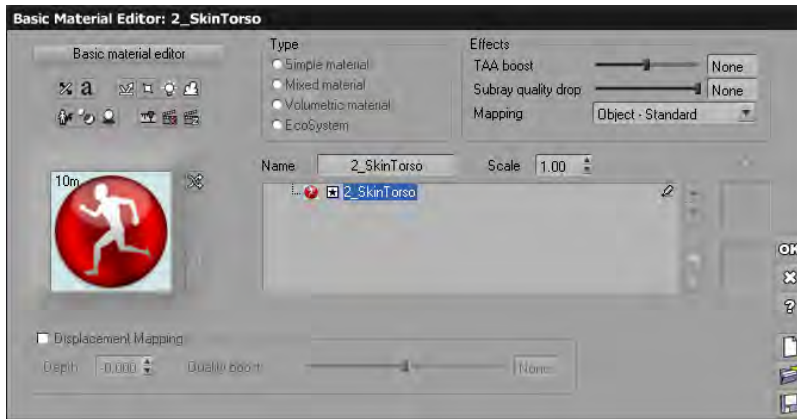 Basic Material Editor: 2_SkinTorso
Basic material editor
Type
Simple material
Mixed material
Volumetric material
EcoSystem
Effects
TAA boost
None
Subray quality drop
None
Mapping
Object - Standard
Name
2_SkinTorso
Scale
1.00
10m
2_SkinTorso
OK
Displacement Mapping
Depth
0.000
Quality boost
None